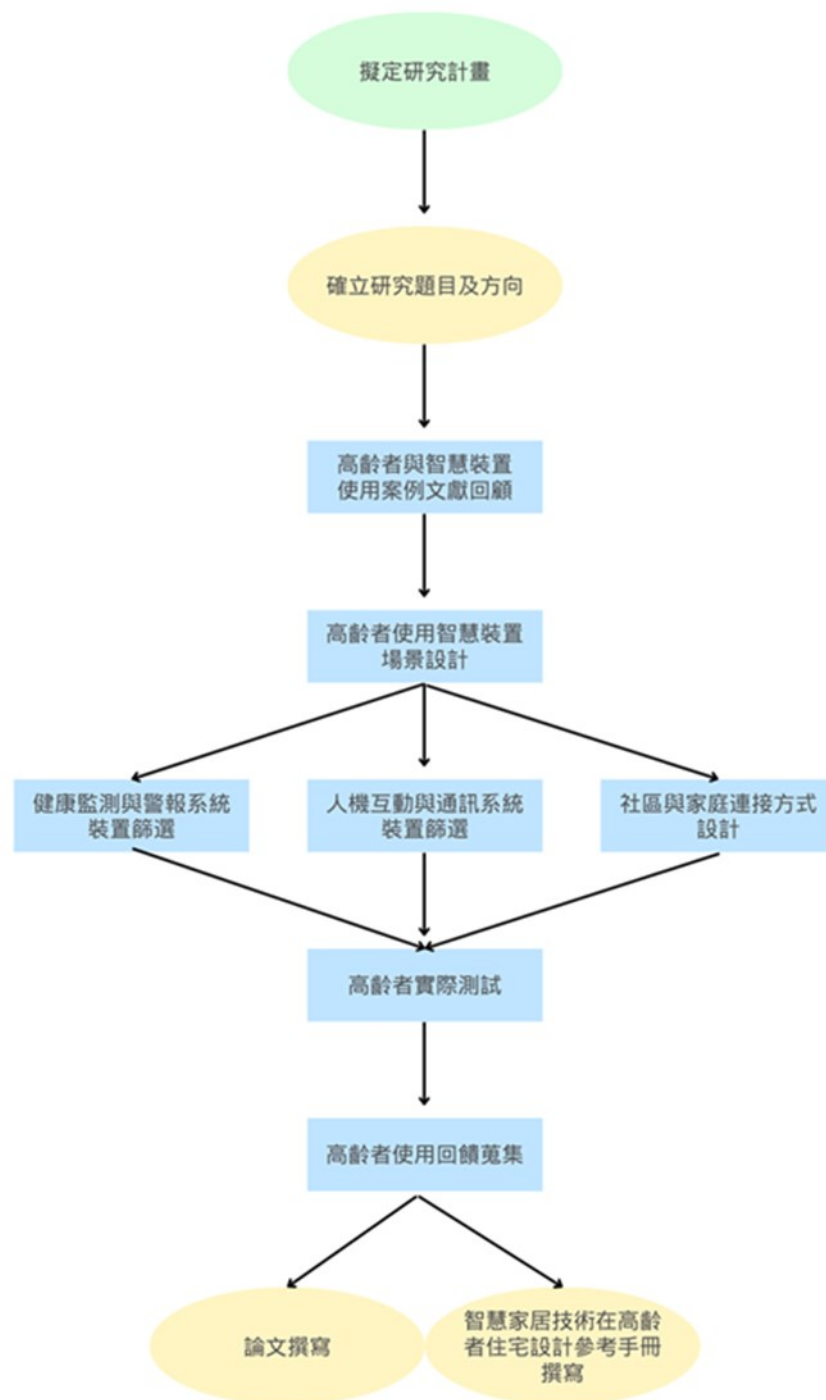 擬定研究計畫
確立研究題目及方向
高齡者與智慧裝置
使用案例文獻回顧
高齡者使用智慧裝置
場景設計
健康監測與警報系統
裝置篩選
人機互動與通訊系統
裝置篩選
社區與家庭連接方式
設計
高齡者實際測試
高齡者使用回饋蒐集
論文撰寫
智慧家居技術在高齡
者住宅設計參考手冊
撰寫